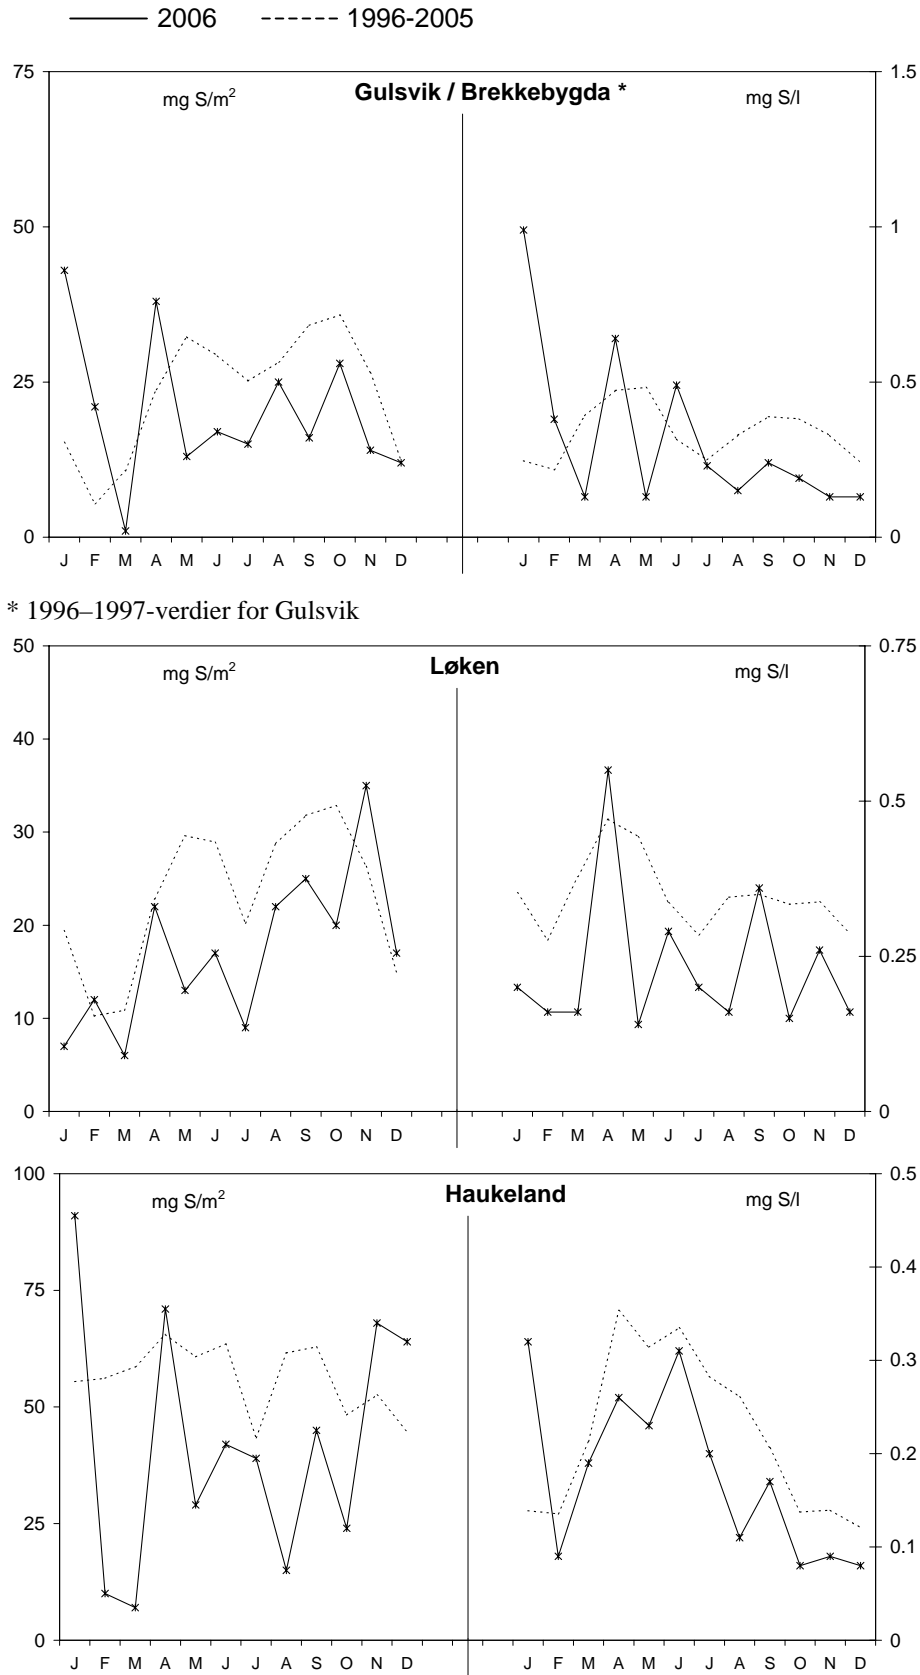 2006 1996-2005
Gulsvik / Brekkebygda *
mg S/m² mg S/l
75 1.5
50 1
25 0.5
0 0
J F M A M J J A S O N D J F M A M J J A S O N D
* 1996–1997-verdier for Gulsvik
Løken
mg S/m² mg S/l
50 0.75
40
0.5
30
20
0.25
10
0 0
J F M A M J J A S O N D J F M A M J J A S O N D
Haukeland
mg S/m² mg S/l
100 0.5
0.4
75
0.3
50
0.2
25
0.1
0 0
J F M A M J J A S O N D J F M A M J J A S O N D